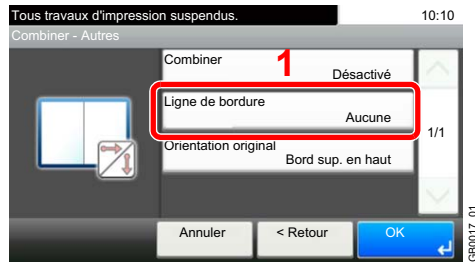 Tous travaux d'impression suspendus. 10:10
Combiner - Autres
Combiner
1
Désactivé
Ligne de bordure
Aucune
1/1
Orientation original
Bord sup. en haut
Annuler < Retour OK
GB0017_01